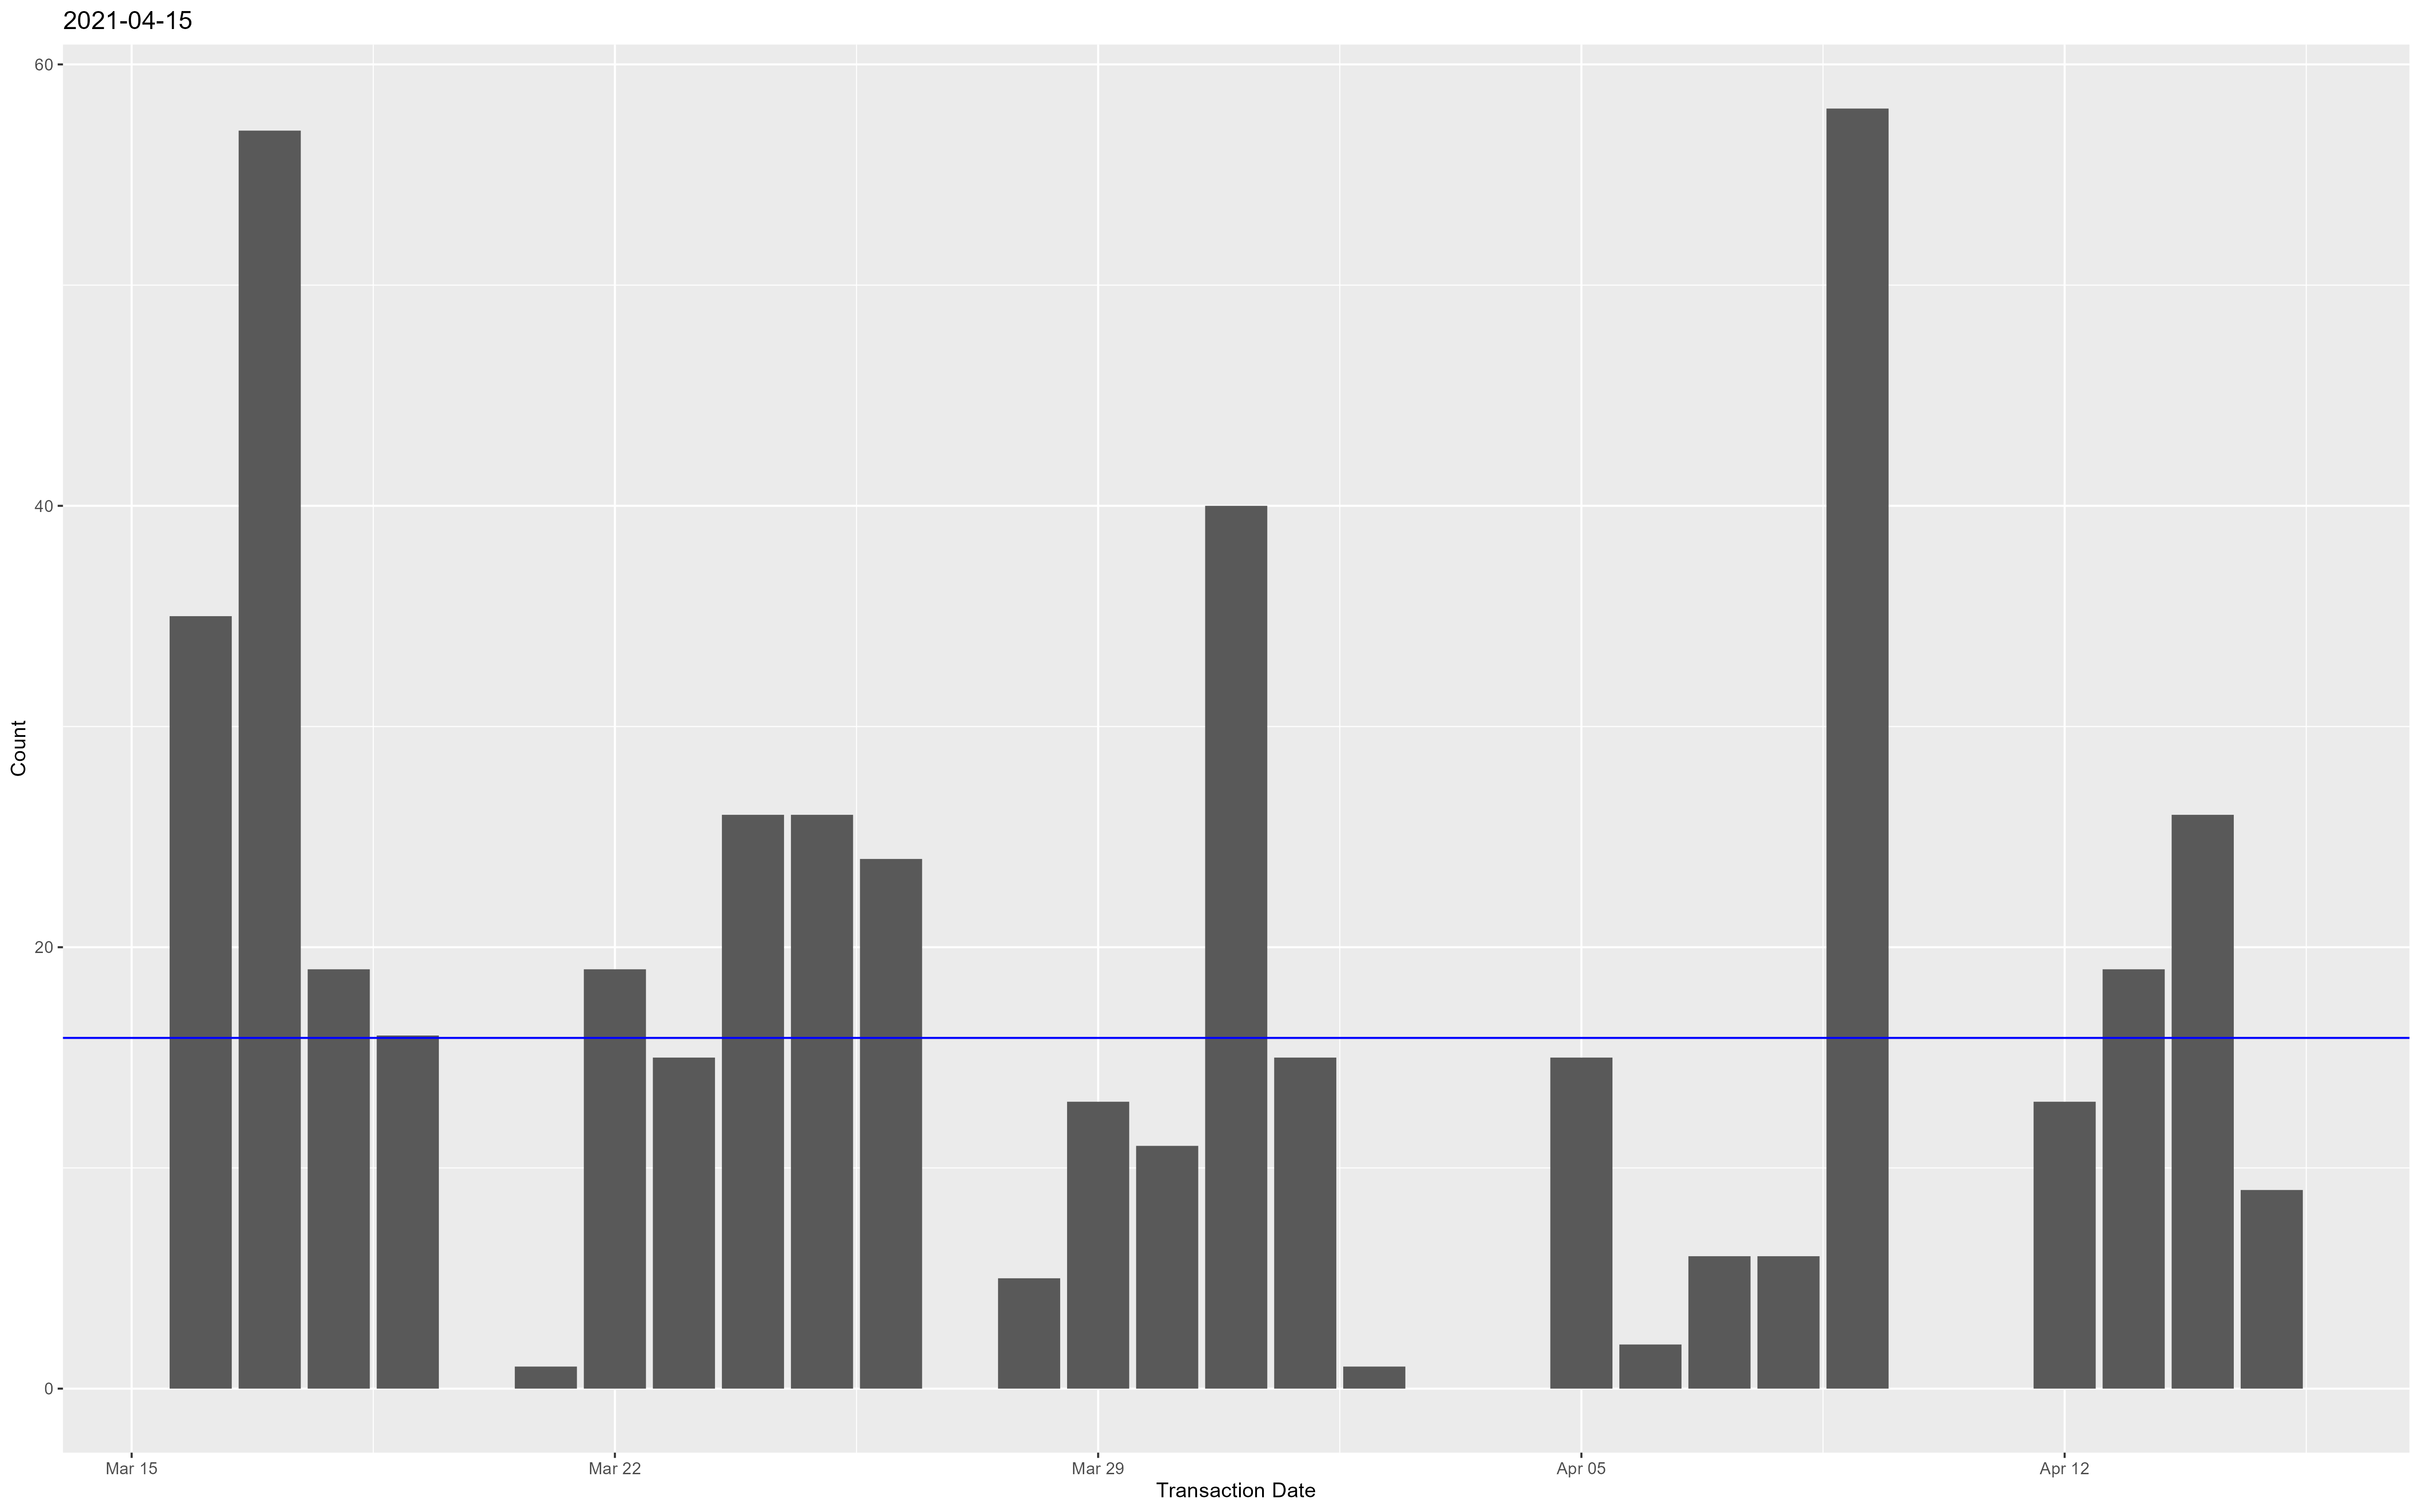 2021-04-15
60
40
20
0
Count
Mar 15
Mar 22
Mar 29
Apr 05
Apr 12
Transaction Date